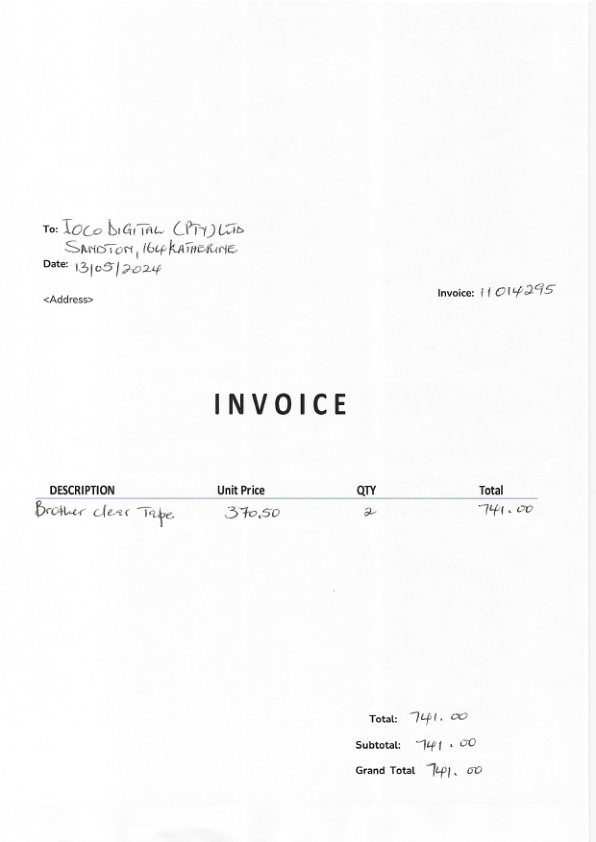 To: IOCO DIGITAL (PTY) LTD
SANDTON, 164 KATHERINE
Date: 13/05/2024
<Address>
Invoice: 11014295
INVOICE
DESCRIPTION Unit Price QTY Total
Brother clear Tape 370,50 2 741.00
Total: 741.00
Subtotal: 741.00
Grand Total 741.00